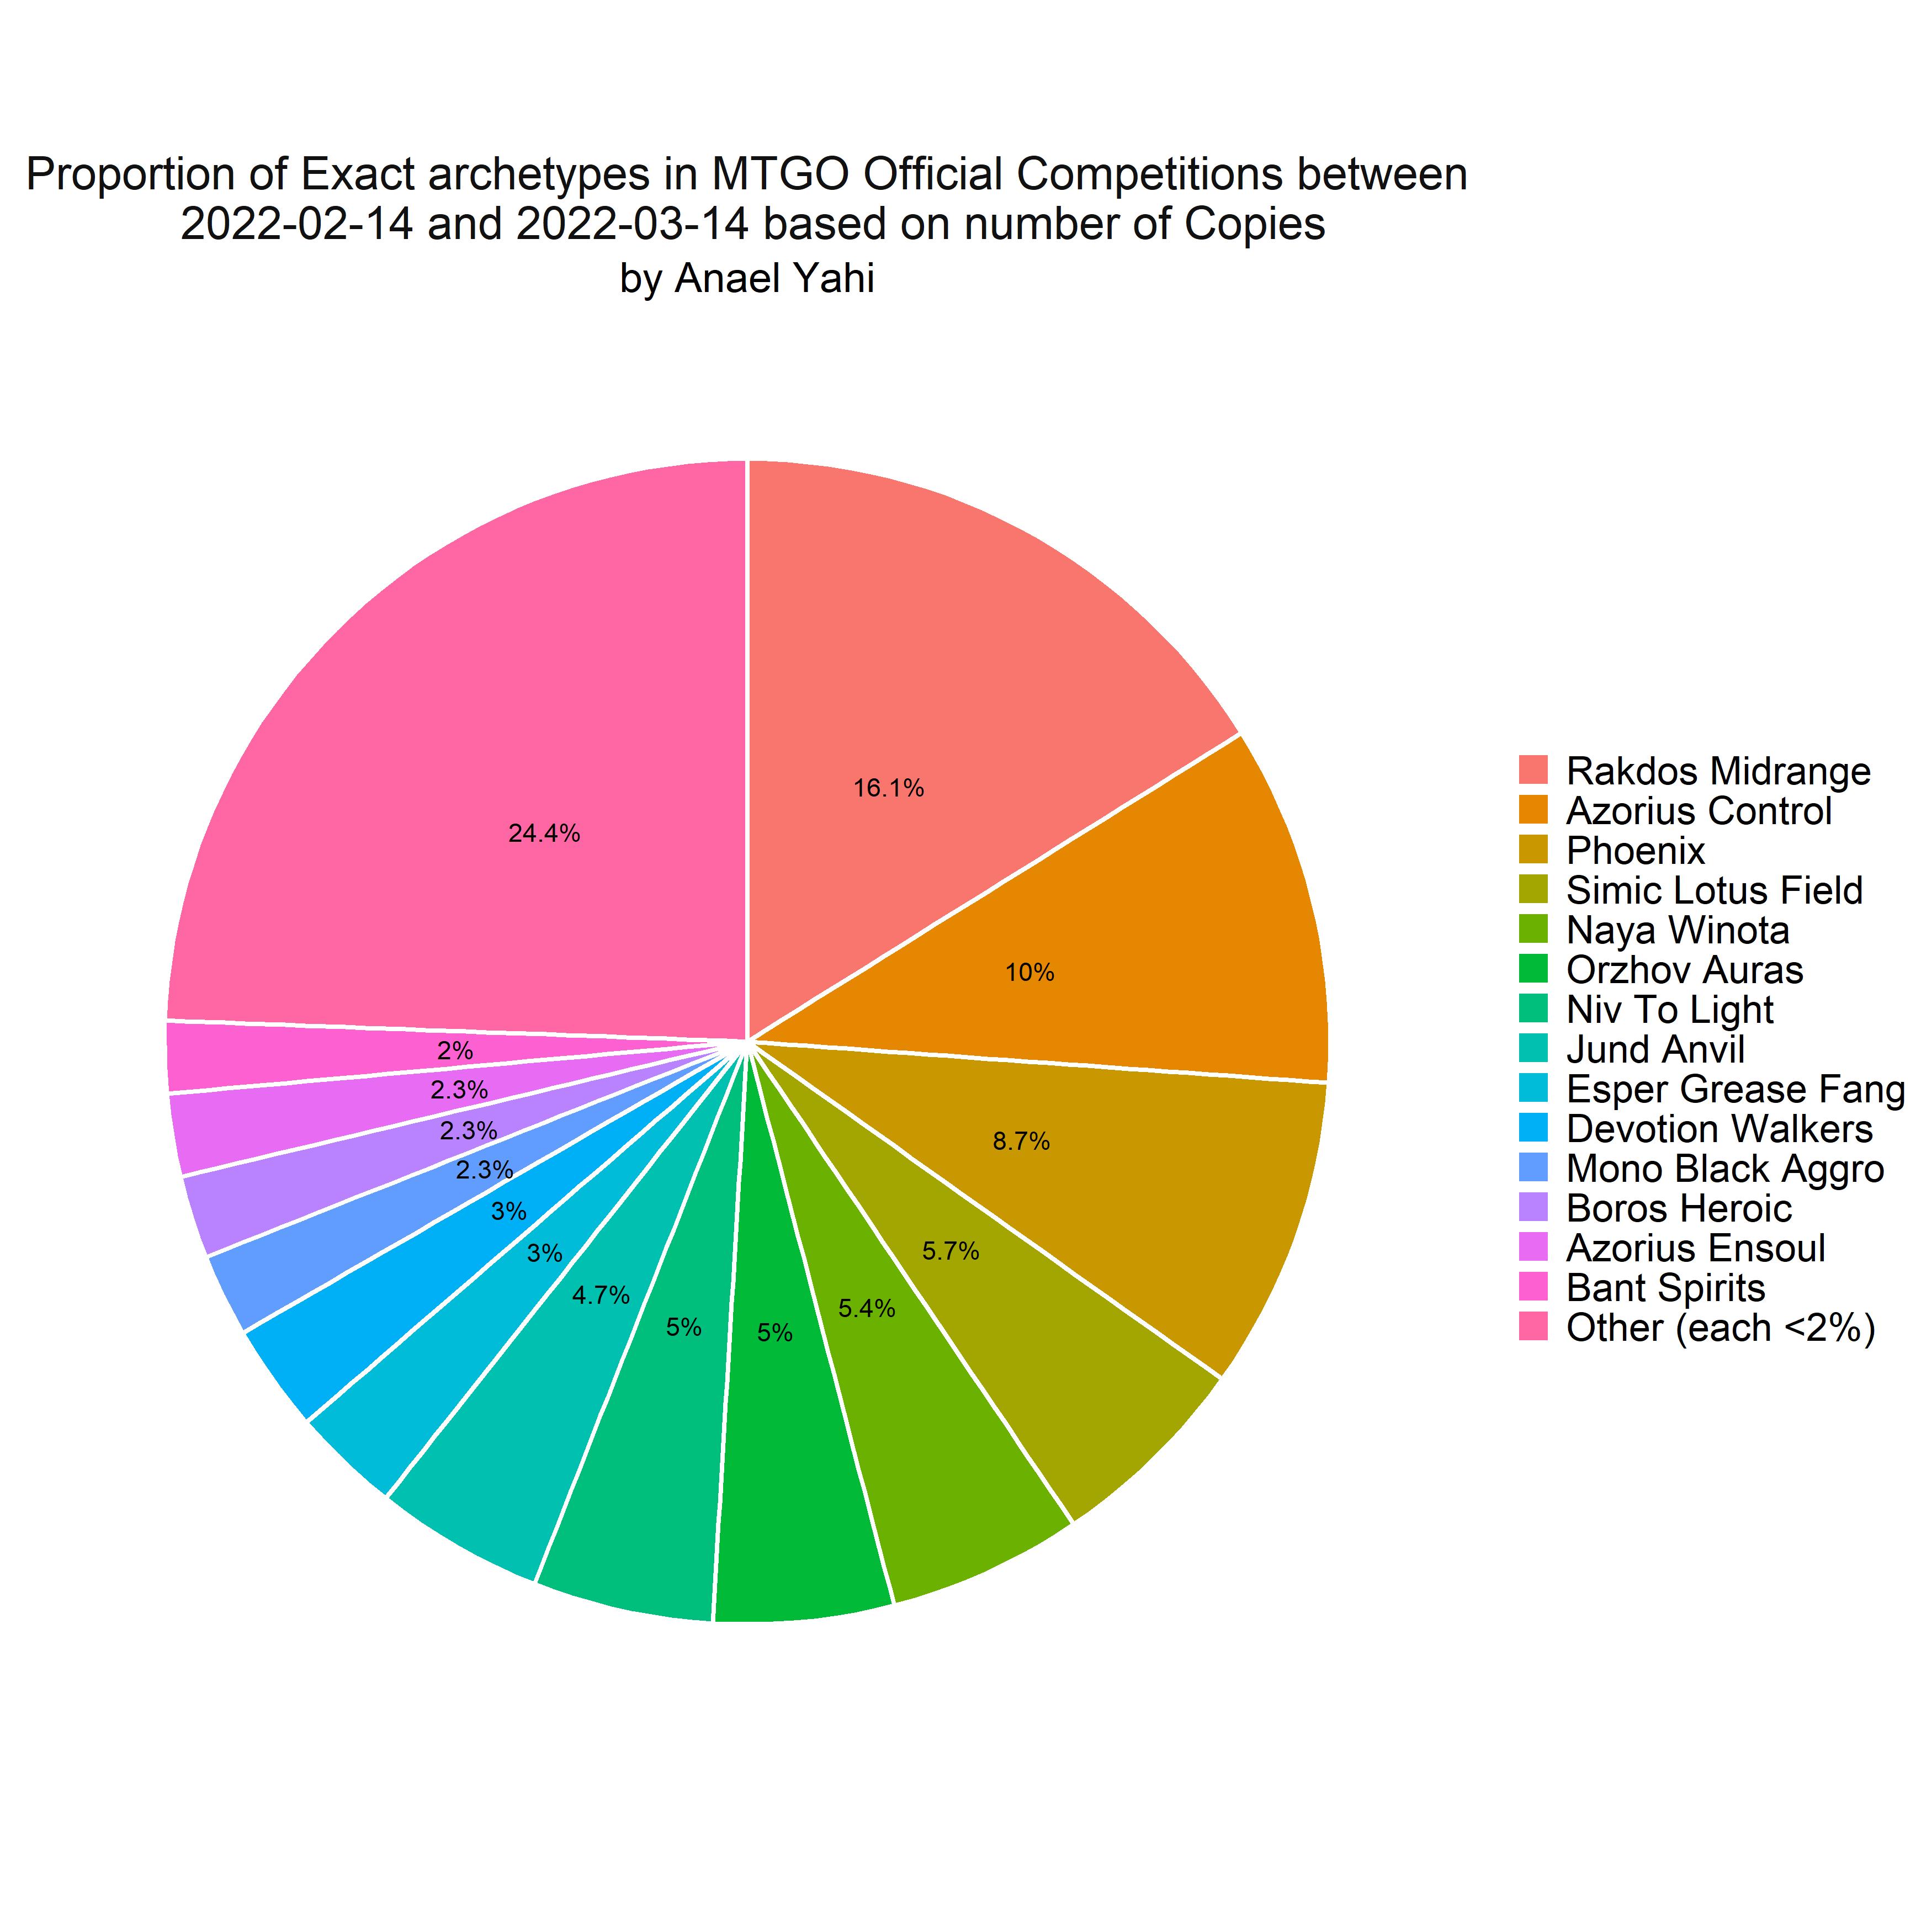 Proportion of Exact archetypes in MTGO Official Competitions between
2022-02-14 and 2022-03-14 based on number of Copies
by Anael Yahi
16.1%
24.4%
10%
2%
2.3%
2.3%
8.7%
2.3%
3%
3%
5.7%
4.7%
5.4%
5%
5%
Rakdos Midrange
Azorius Control
Phoenix
Simic Lotus Field
Naya Winota
Orzhov Auras
Niv To Light
Jund Anvil
Esper Grease Fang
Devotion Walkers
Mono Black Aggro
Boros Heroic
Azorius Ensoul
Bant Spirits
Other (each <2%)